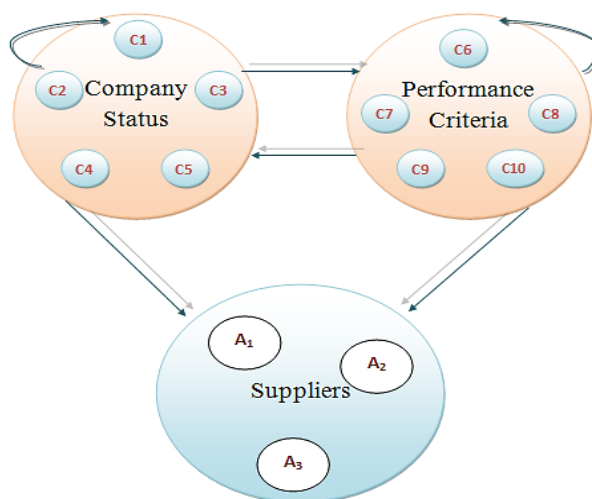 C1
C2
Company
Status
C3
C4
C5
C6
C7
Performance
Criteria
C8
C9
C10
A₁
A₂
Suppliers
A₃